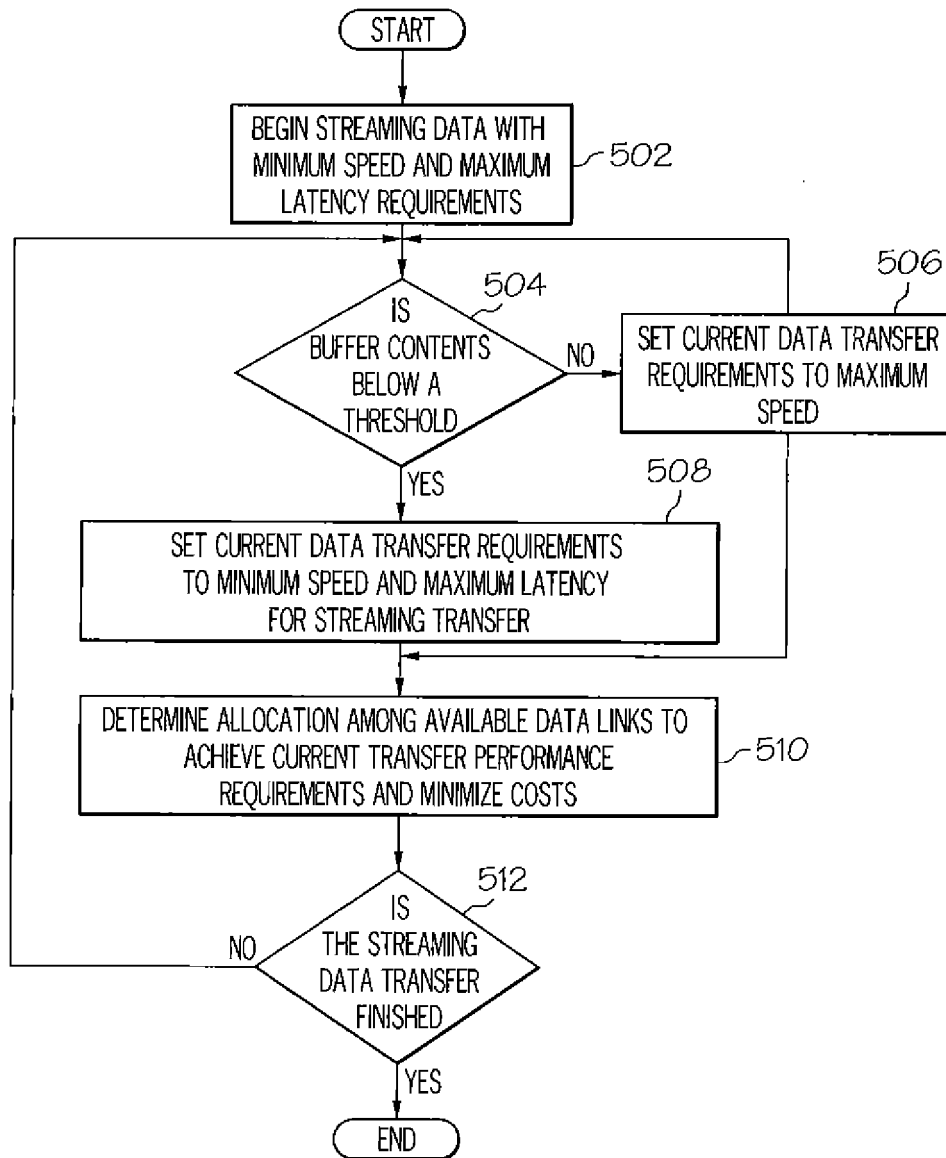 START
BEGIN STREAMING DATA WITH
MINIMUM SPEED AND MAXIMUM
LATENCY REQUIREMENTS
502
504
IS
BUFFER CONTENTS
BELOW A
THRESHOLD
NO
506
SET CURRENT DATA TRANSFER
REQUIREMENTS TO MAXIMUM
SPEED.
YES
508
SET CURRENT DATA TRANSFER REQUIREMENTS
TO MINIMUM SPEED AND MAXIMUM LATENCY
FOR STREAMING TRANSFER
DETERMINE ALLOCATION AMONG AVAILABLE DATA LINKS TO
ACHIEVE CURRENT TRANSFER PERFORMANCE
REQUIREMENTS AND MINIMIZE COSTS
510
512
IS
THE STREAMING
DATA TRANSFER
FINISHED
NO
YES
END